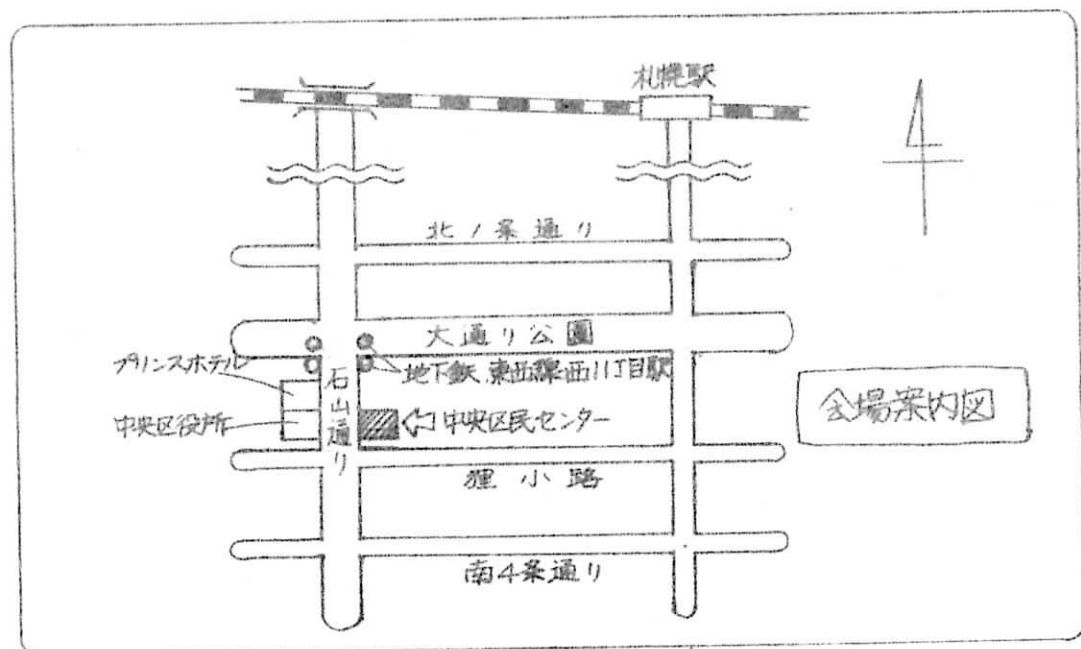 札幌駅
北1条通り
大通り公園
プリンスホテル
地下鉄東西線西11丁目駅
石山通り
中央区役所
中央区民センター
会場案内図
狸小路
南4条通り